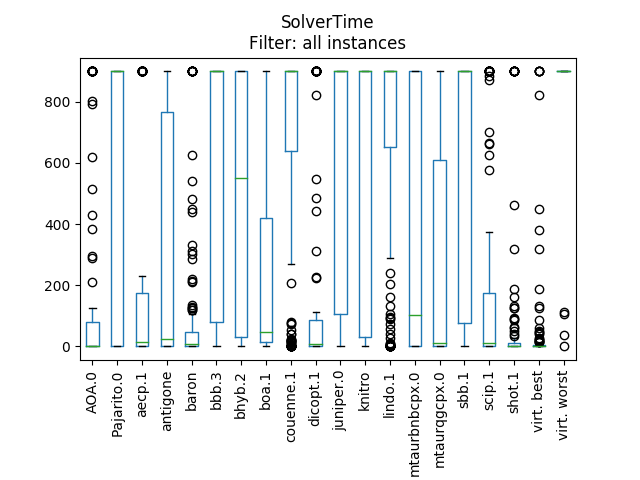 SolverTime
Filter: all instances
800
600
400
200
0
AOA.0
Pajarito.0
aecp.1
antigone
baron
bbb.3
bhyb.2
boa.1
couenne.1
dicopt.1
juniper.0
knitro
lindo.1
mtaurbnbcpx.0
mtaurqgcpx.0
sbb.1
scip.1
shot.1
virt. best
virt. worst